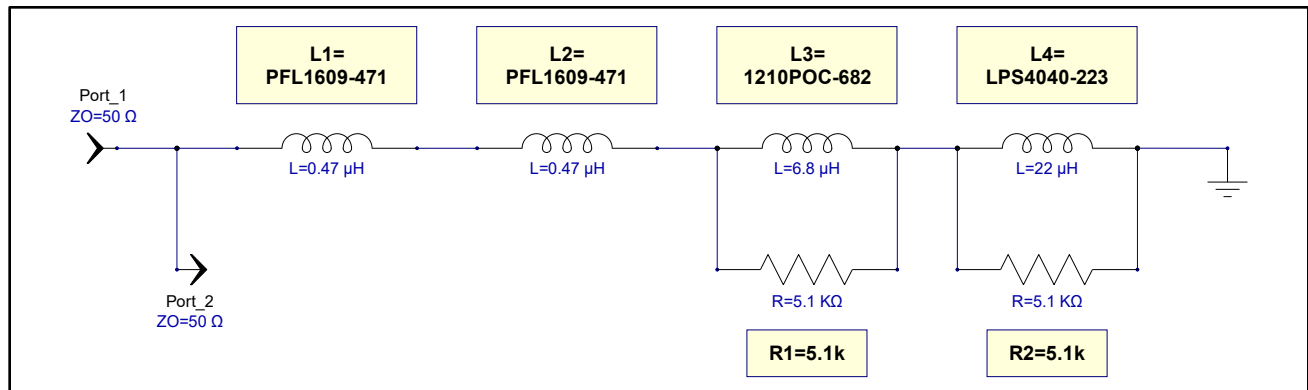 L1=
PFL1609-471
L2=
PFL1609-471
L3=
1210POC-682
L4=
LPS4040-223
Port_1
ZO=50 Ω
L=0.47 μH
L=0.47 μH
L=6.8 μH
L=22 μH
Port_2
ZO=50 Ω
R=5.1 KΩ
R=5.1 KΩ
R1=5.1k
R2=5.1k